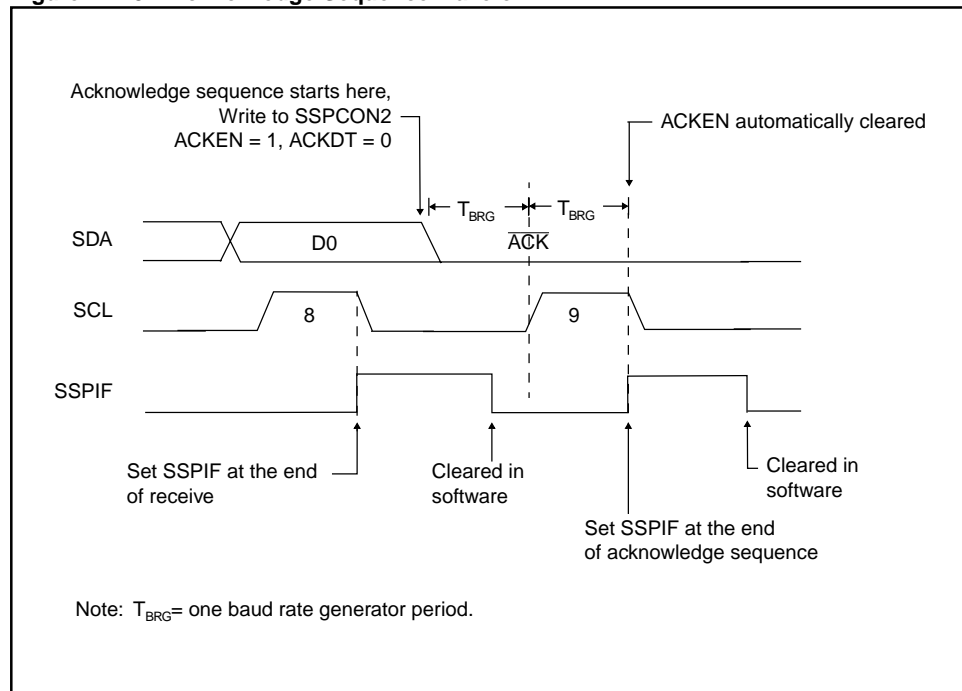 Acknowledge sequence starts here,
Write to SSPCON2
ACKEN = 1, ACKDT = 0
ACKEN automatically cleared
TBRG
TBRG
SDA
D0
ACK
SCL
8
9
SSPIF
Set SSPIF at the end
of receive
Cleared in
software
Set SSPIF at the end
of acknowledge sequence
Cleared in
software
Note: TBRG= one baud rate generator period.